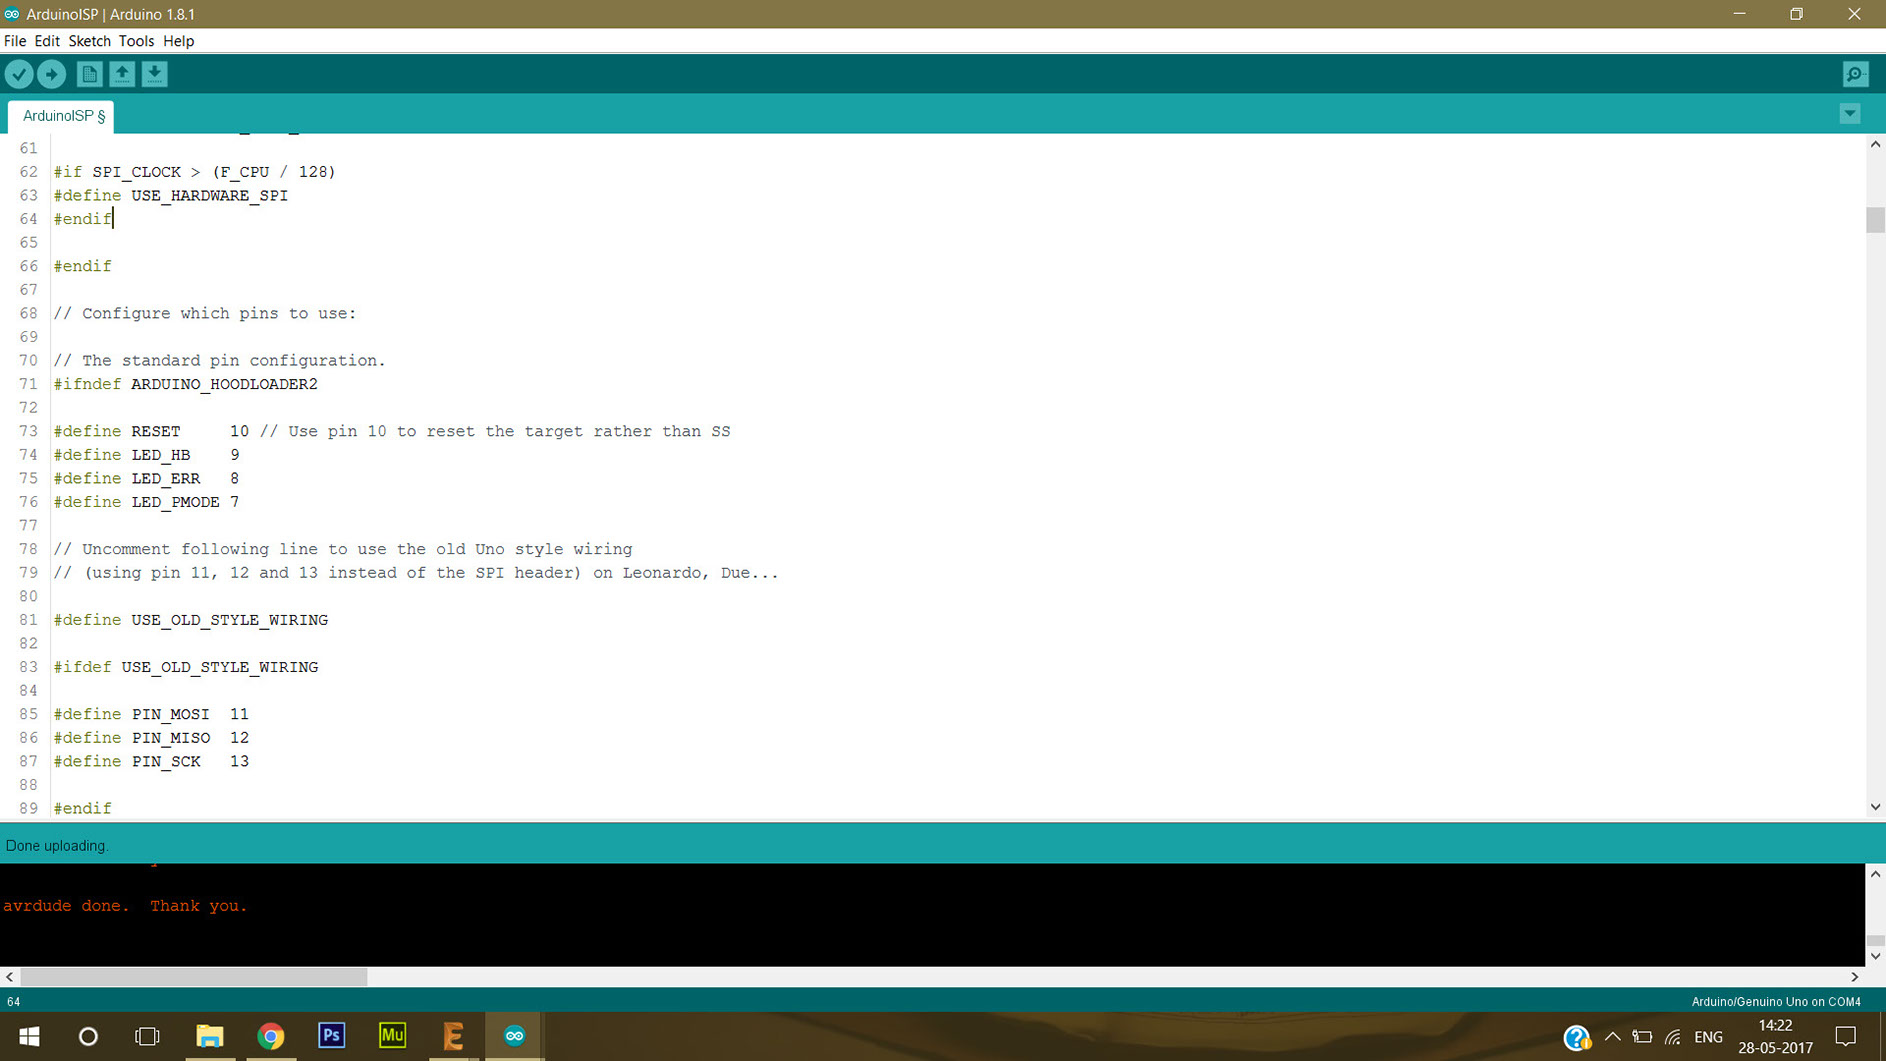 ArduinoISP | Arduino 1.8.1
File Edit Sketch Tools Help
ArduinoISP §
61
62 #if SPI_CLOCK > (F_CPU / 128)
63 #define USE_HARDWARE_SPI
64 #endif
65
66 #endif
67
68 // Configure which pins to use:
69
70 // The standard pin configuration.
71 #ifndef ARDUINO_HOODLOADER2
72
73 #define RESET     10 // Use pin 10 to reset the target rather than SS
74 #define LED_HB    9
75 #define LED_ERR   8
76 #define LED_PMODE 7
77
78 // Uncomment following line to use the old Uno style wiring
79 // (using pin 11, 12 and 13 instead of the SPI header) on Leonardo, Due...
80
81 #define USE_OLD_STYLE_WIRING
82
83 #ifdef USE_OLD_STYLE_WIRING
84
85 #define PIN_MOSI  11
86 #define PIN_MISO  12
87 #define PIN_SCK   13
88
89 #endif
Done uploading.
avrdude done.  Thank you.
64
Arduino/Genuino Uno on COM4
Ps
Mu
ENG
14:22
28-05-2017